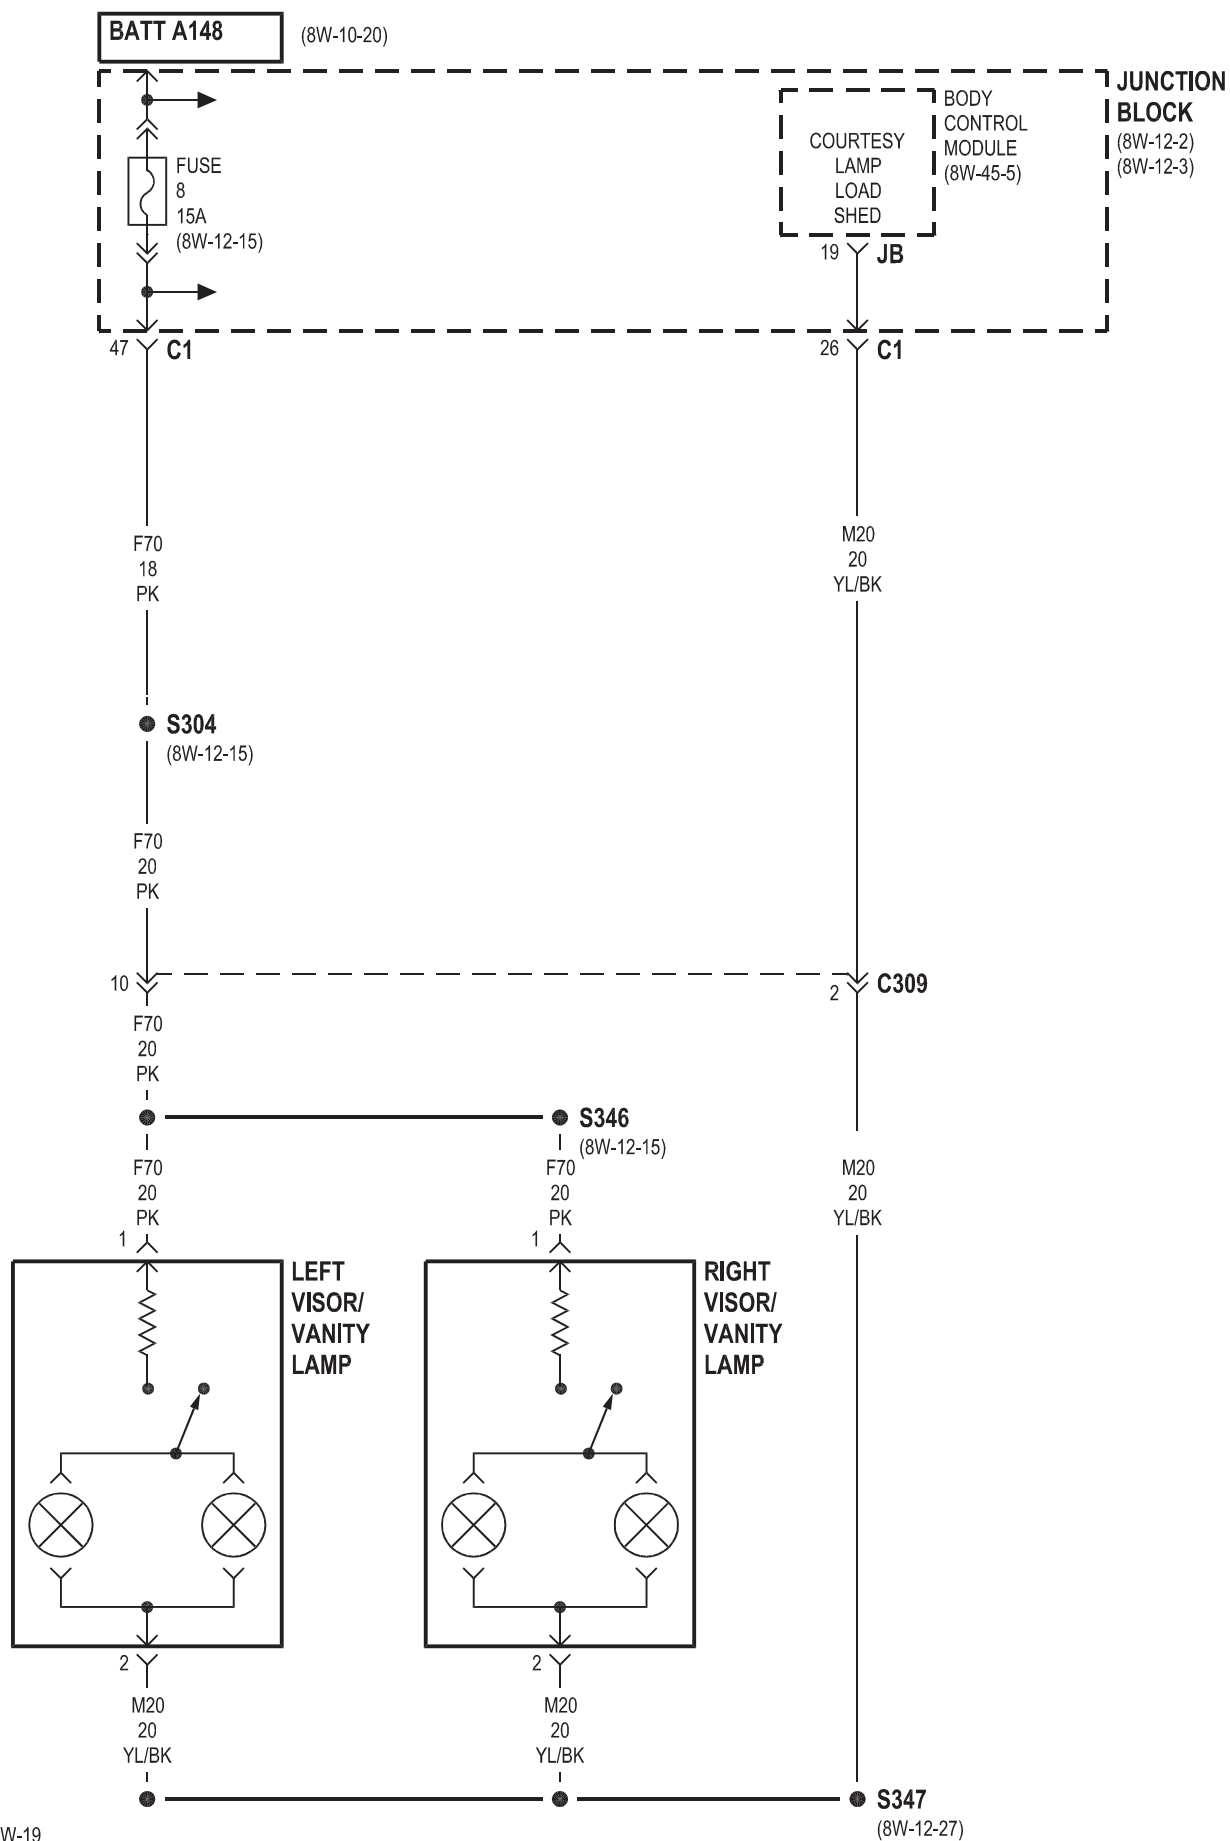 BATT A148
(8W-10-20)
JUNCTION
BLOCK
(8W-12-2)
(8W-12-3)
BODY
CONTROL
MODULE
(8W-45-5)
COURTESY
LAMP
LOAD
SHED
FUSE
8
15A
(8W-12-15)
19
JB
47
C1
26
C1
F70
18
PK
M20
20
YL/BK
S304
(8W-12-15)
F70
20
PK
10
2
C309
F70
20
PK
S346
(8W-12-15)
F70
20
PK
F70
20
PK
M20
20
YL/BK
1
1
LEFT
VISOR/
VANITY
LAMP
RIGHT
VISOR/
VANITY
LAMP
2
2
M20
20
YL/BK
M20
20
YL/BK
S347
(8W-12-27)
W-19